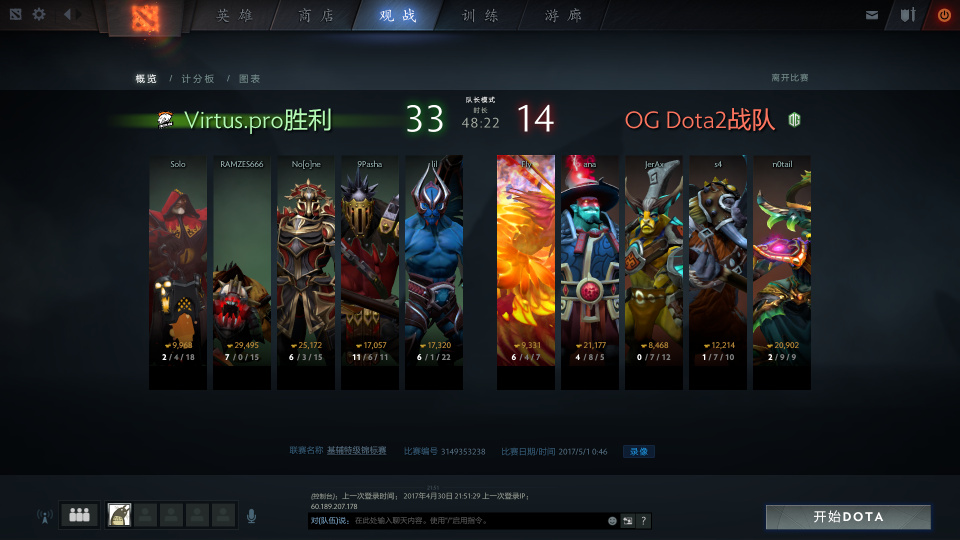 英雄 商店 观战 训练 游廊
概览 / 计分板 / 图表
离开比赛
Virtus.pro胜利 33
队长模式
时长
48:22
14 OG Dota2战队
Solo RAMZES666 No[o]ne 9Pasha lil Fly ana JerAx s4 n0tail
9,968 29,495 25,172 17,057 17,320 9,331 21,177 8,468 12,214 20,902
2 / 4 / 18 7 / 0 / 15 6 / 3 / 15 11 / 6 / 11 6 / 1 / 22 6 / 4 / 7 4 / 8 / 5 0 / 7 / 12 1 / 7 / 10 2 / 9 / 9
联赛名称 基辅特级锦标赛 比赛编号 3149353238 比赛日期/时间 2017/5/1 0:46 录像
21:51
(控制台): 上一次登录时间: 2017年4月30日 21:51:29 上一次登录IP:
60.189.207.178
对(队伍)说: 在此处输入聊天内容。使用"/"启用指令。 ?
开始DOTA